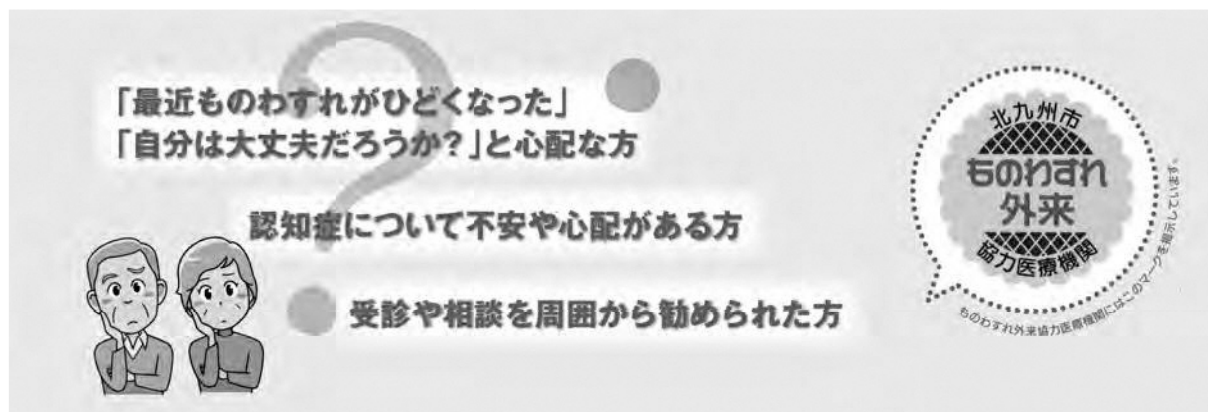 「最近ものわすれがひどくなった」
「自分は大丈夫だろうか?」と心配な方
認知症について不安や心配がある方
受診や相談を周囲から勧められた方
北九州市
ものわすれ
外来
協力医療機関
ものわすれ外来協力医療機関にはこのマークを掲示しています。